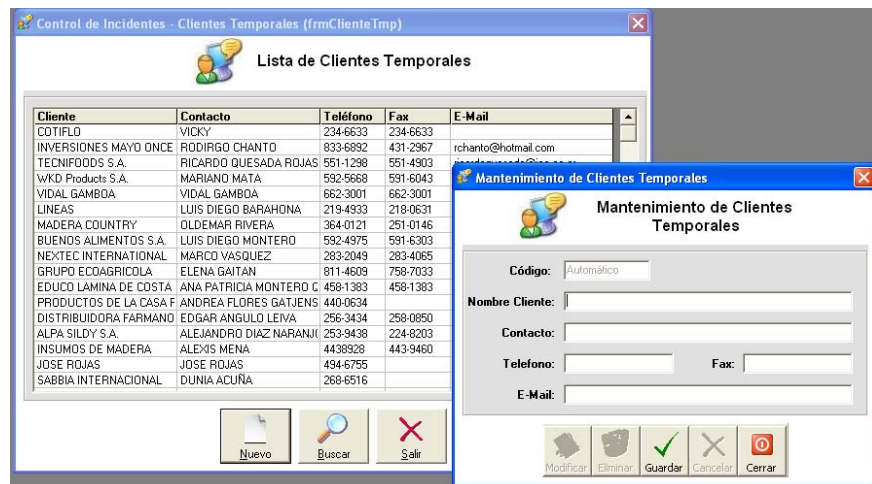 Control de Incidentes - Clientes Temporales (frmClienteTmp)
Lista de Clientes Temporales
Cliente Contacto Teléfono Fax E-Mail
COTIFLO VICKY 234-6633 234-6633
INVERSIONES MAYO ONCE RODIRGO CHANTO 833-6892 431-2967 rchanto@hotmail.com
TECNIFOODS S.A. RICARDO QUESADA ROJAS 551-1298 551-4903
WKD Products S.A. MARIANO MATA 592-5668 591-6043
VIDAL GAMBOA VIDAL GAMBOA 662-3001 662-3001
LINEAS LUIS DIEGO BARAHONA 219-4933 218-0631
MADERA COUNTRY OLDEMAR RIVERA 364-0121 251-0146
BUENOS ALIMENTOS S.A. LUIS DIEGO MONTERO 592-4975 591-6303
NEXTEC INTERNATIONAL MARCO VASQUEZ 283-2049 283-4065
GRUPO ECOAGRICOLA ELENA GAITAN 811-4609 758-7033
EDUCO LAMINA DE COSTA ANA PATRICIA MONTERO 458-1383 458-1383
PRODUCTOS DE LA CASA F ANDREA FLORES GATJENS 440-0634
DISTRIBUIDORA FARMANO EDGAR ANGULO LEIVA 256-3434 258-0850
ALPA SILDY S.A. ALEJANDRO DIAZ NARANJ 253-9438 224-8203
INSUMOS DE MADERA ALEXIS MENA 4438928 443-9460
JOSE ROJAS JOSE ROJAS 494-6755
SABBIA INTERNACIONAL DUNIA ACUÑA 268-6516
Nuevo Buscar Salir
Mantenimiento de Clientes Temporales
Mantenimiento de Clientes
Temporales
Código: Automático
Nombre Cliente:
Contacto:
Telefono: Fax:
E-Mail:
Modificar Eliminar Guardar Cancelar Cerrar